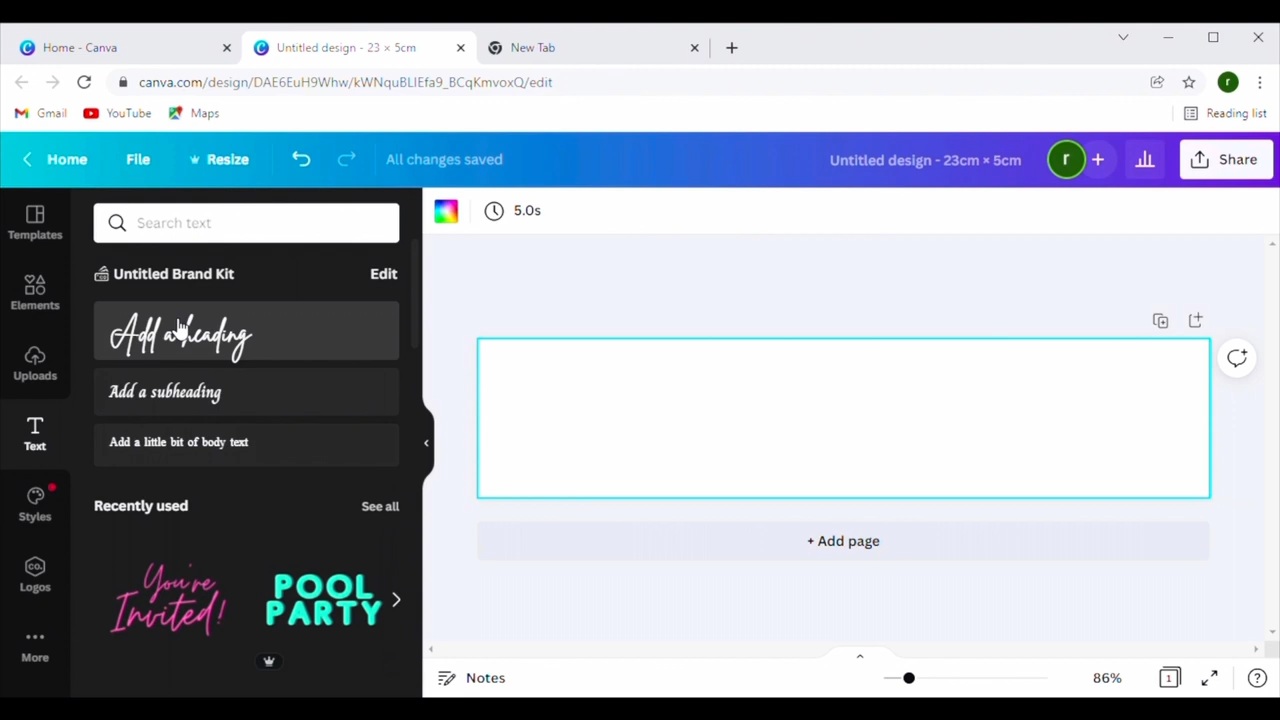 Home - Canva
Untitled design - 23 × 5cm
New Tab
canva.com/design/DAE6EuH9Whw/kWNquBLIEfa9_BCqKmvoxQ/edit
r
Gmail
YouTube
Maps
Reading list
Home
File
Resize
All changes saved
Untitled design - 23cm × 5cm
r
Share
Templates
Search text
5.0s
Untitled Brand Kit
Edit
Elements
Add a heading
Uploads
Add a subheading
Text
Add a little bit of body text
Recently used
See all
Styles
+ Add page
co.
Logos
You're
Invited!
POOL
PARTY
More
Notes
86%
1
?